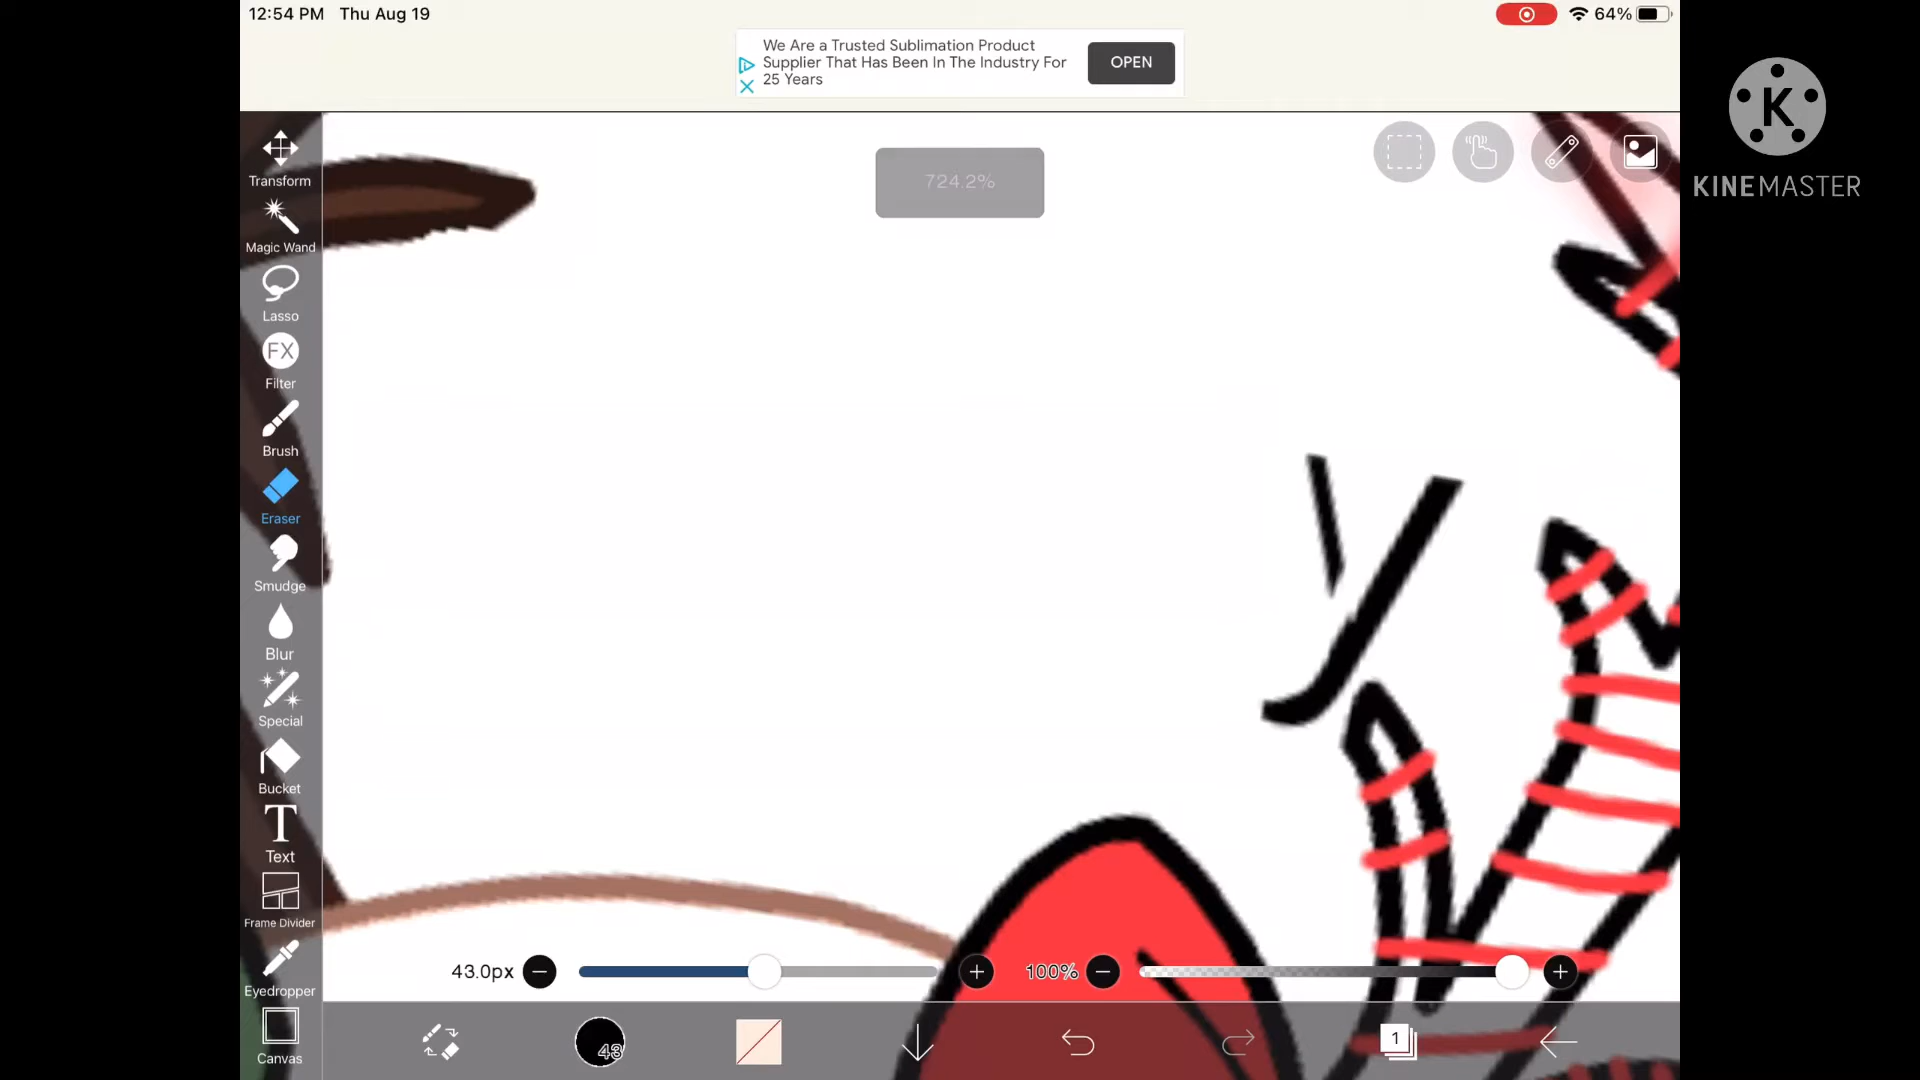 12:54 PM Thu Aug 19
64%
We Are a Trusted Sublimation Product
Supplier That Has Been In The Industry For
25 Years
OPEN
K
KINEMASTER
724.2%
Transform
Magic Wand
Lasso
FX
Filter
Brush
Eraser
Smudge
Blur
Special
Bucket
T
Text
Frame Divider
Eyedropper
Canvas
43.0px
100%
43
1